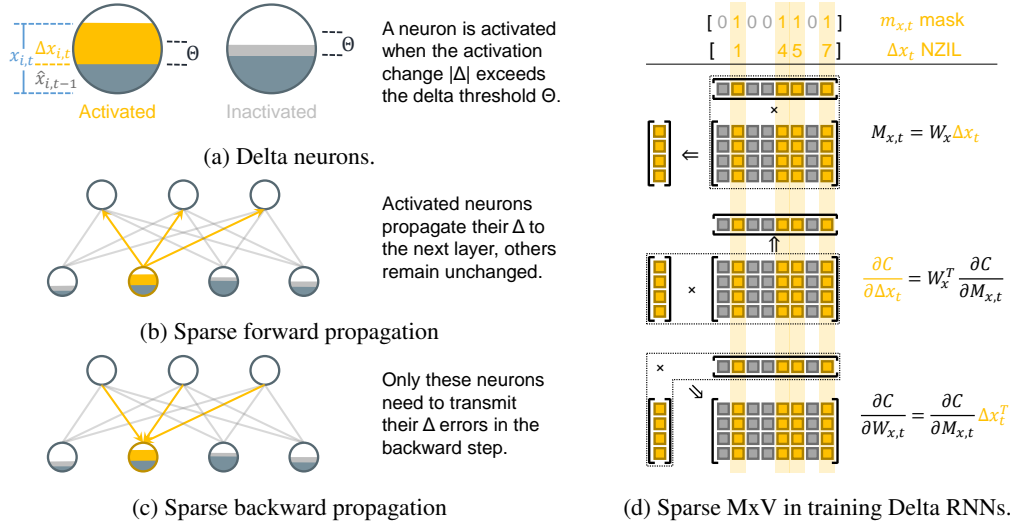 x_{i,t}
Δx_{i,t}
x̂_{i,t−1}
Θ
Θ
Activated
Inactivated
A neuron is activated
when the activation
change |Δ| exceeds
the delta threshold Θ.
(a) Delta neurons.
Activated neurons
propagate their Δ to
the next layer, others
remain unchanged.
(b) Sparse forward propagation
Only these neurons
need to transmit
their Δ errors in the
backward step.
(c) Sparse backward propagation
[ 0 1 0 0 1 1 0 1 ] m_{x,t} mask
[ 1 4 5 7 ] Δx_t NZIL
×
⇐
M_{x,t} = W_x Δx_t
⇑
×
∂C/∂Δx_t = W_x^T ∂C/∂M_{x,t}
×
⇘
∂C/∂W_{x,t} = ∂C/∂M_{x,t} Δx_t^T
(d) Sparse MxV in training Delta RNNs.